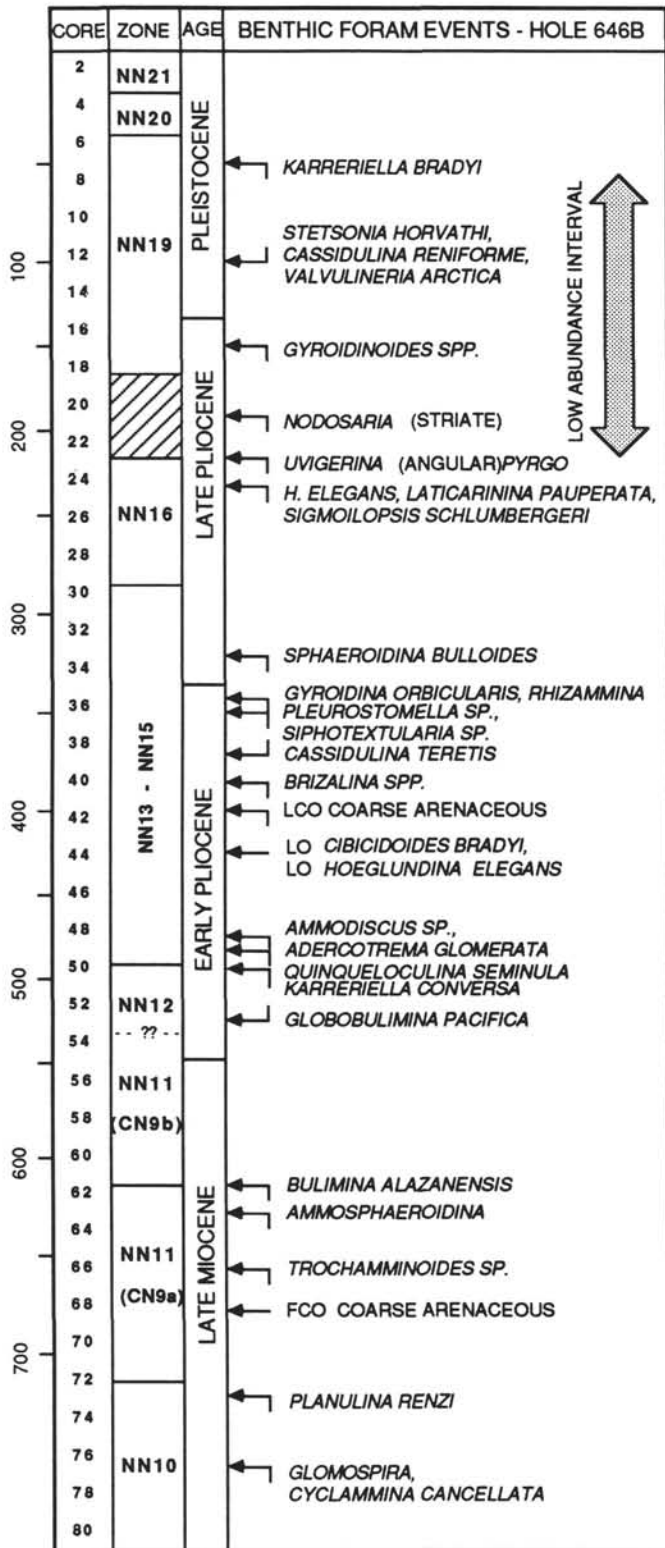 CORE ZONE AGE BENTHIC FORAM EVENTS - HOLE 646B
2
NN21
4
NN20
6
8
10
NN19
12
14
16
18
20
22
24
NN16
26
28
30
32
34
36
38
NN13 - NN15
40
42
44
46
48
50
52
NN12
- - ?? - - -
54
56
NN11
58
(CN9b)
60
62
64
NN11
66
(CN9a)
68
70
72
74
76
NN10
78
80
100
200
300
400
500
600
700
PLEISTOCENE
LATE PLIOCENE
EARLY PLIOCENE
LATE MIOCENE
KARRERIELLA BRADYI
STETSONIA HORVATHI,
CASSIDULINA RENIFORME,
VALVULINERIA ARCTICA
GYROIDINOIDES SPP.
NODOSARIA (STRIATE)
UVIGERINA (ANGULAR)PYRGO
H. ELEGANS, LATICARININA PAUPERATA,
SIGMOILOPSIS SCHLUMBERGERI
SPHAEROIDINA BULLOIDES
GYROIDINA ORBICULARIS, RHIZAMMINA
PLEUROSTOMELLA SP.,
SIPHOTEXTULARIA SP.
CASSIDULINA TERETIS
BRIZALINA SPP.
LCO COARSE ARENACEOUS
LO CIBICIDOIDES BRADYI,
LO HOEGLUNDINA ELEGANS
AMMODISCUS SP.,
ADERCOTREMA GLOMERATA
QUINQUELOCULINA SEMINULA
KARRERIELLA CONVERSA
GLOBOBULIMINA PACIFICA
BULIMINA ALAZANENSIS
AMMOSPHAEROIDINA
TROCHAMMINOIDES SP.
FCO COARSE ARENACEOUS
PLANULINA RENZI
GLOMOSPIRA,
CYCLAMMINA CANCELLATA
LOW ABUNDANCE INTERVAL